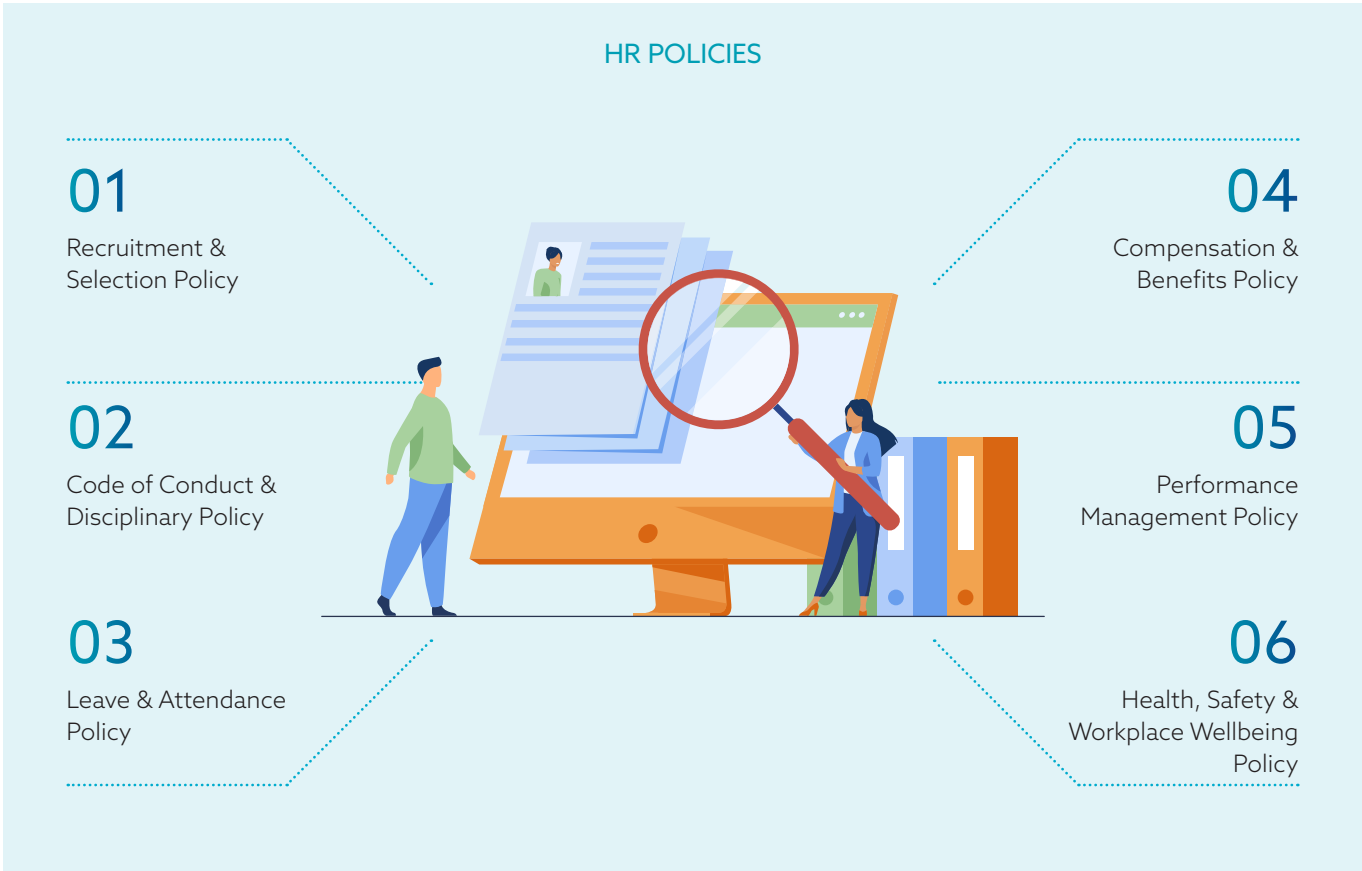 HR POLICIES
01
Recruitment &
Selection Policy
02
Code of Conduct &
Disciplinary Policy
03
Leave & Attendance
Policy
04
Compensation &
Benefits Policy
05
Performance
Management Policy
06
Health, Safety &
Workplace Wellbeing
Policy